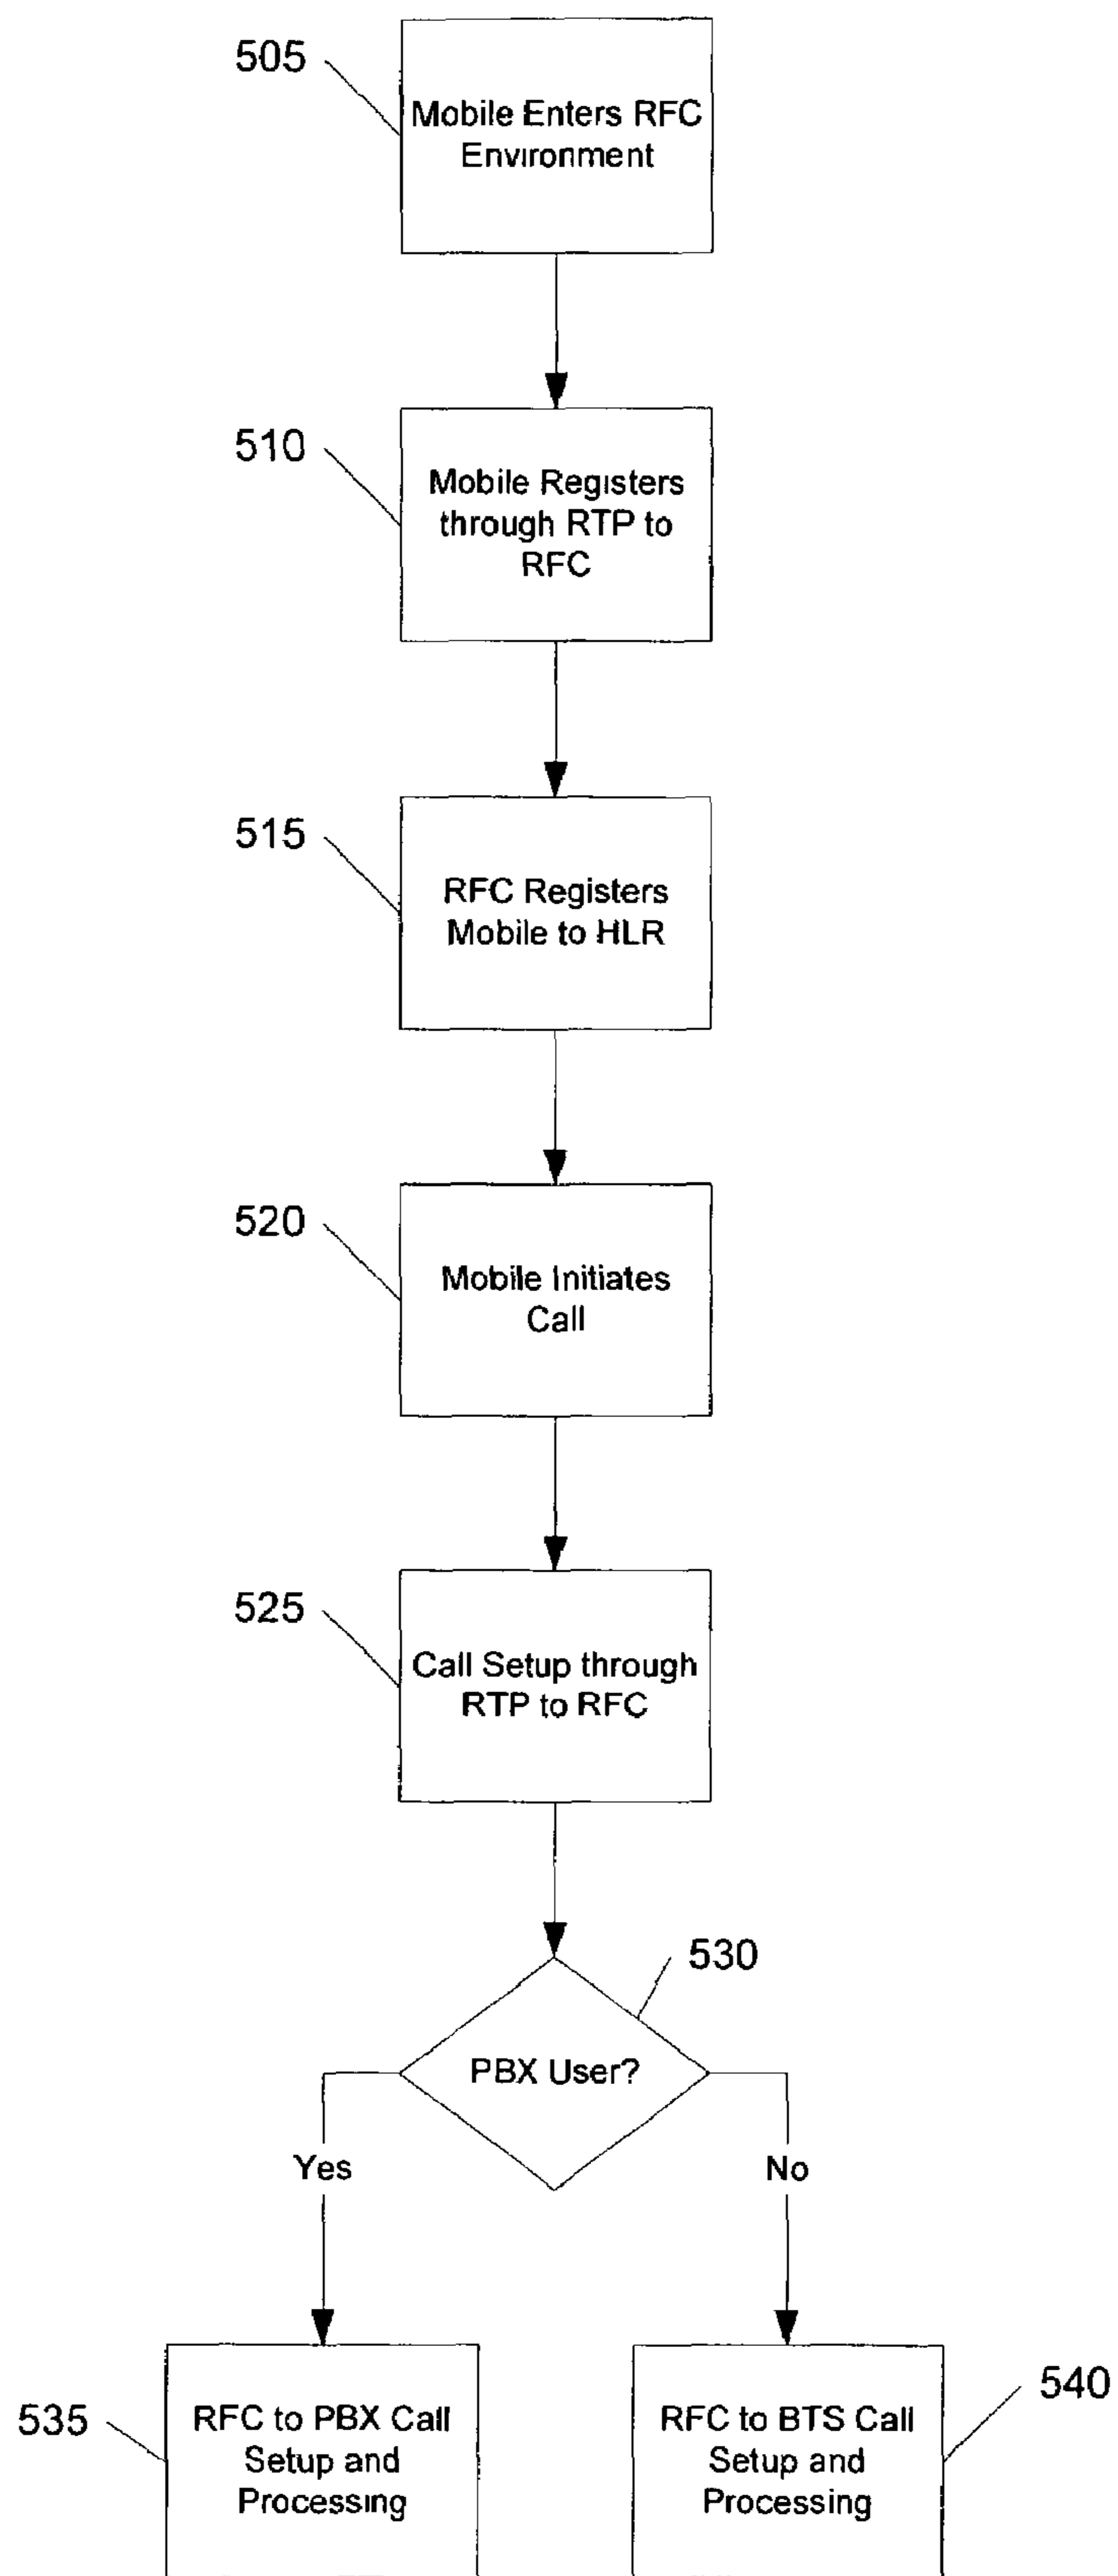 505
Mobile Enters RFC
Environment
510
Mobile Registers
through RTP to
RFC
515
RFC Registers
Mobile to HLR
520
Mobile Initiates
Call
525
Call Setup through
RTP to RFC
530
PBX User?
Yes
No
535
RFC to PBX Call
Setup and
Processing
RFC to BTS Call
Setup and
Processing
540